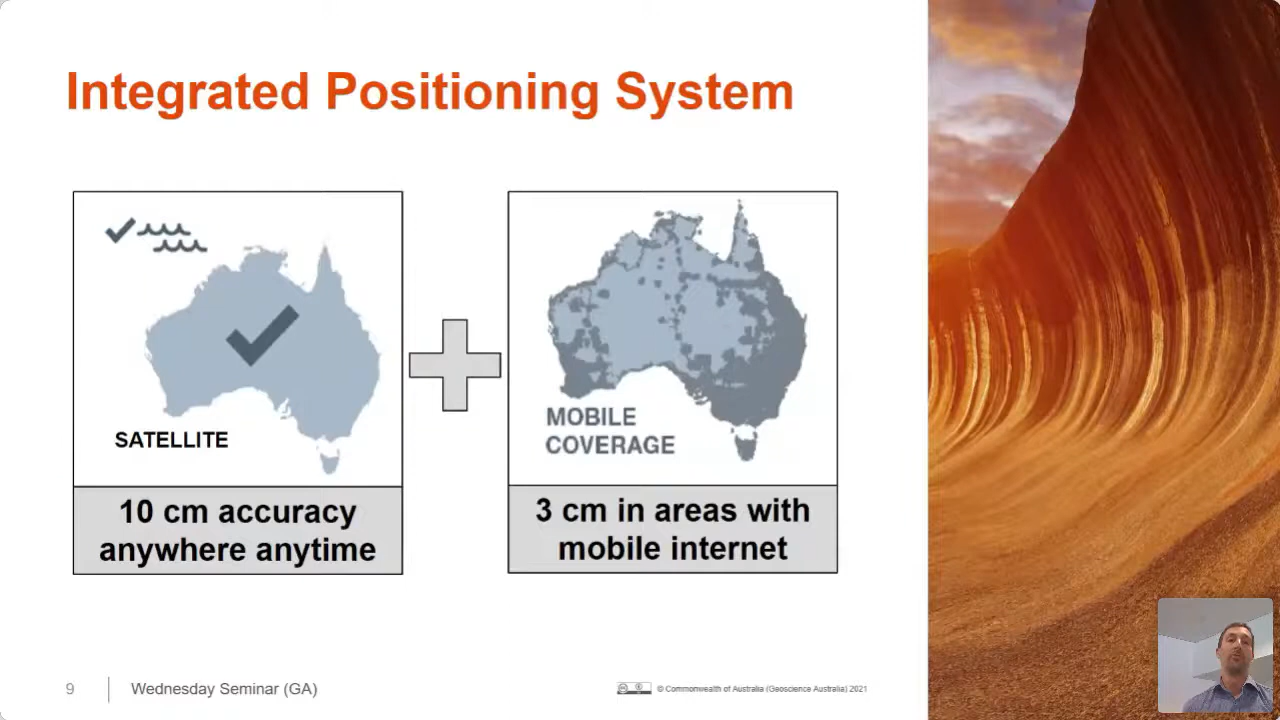 Integrated Positioning System
SATELLITE
10 cm accuracy
anywhere anytime
MOBILE
COVERAGE
3 cm in areas with
mobile internet
9
Wednesday Seminar (GA)
© Commonwealth of Australia (Geoscience Australia) 2021